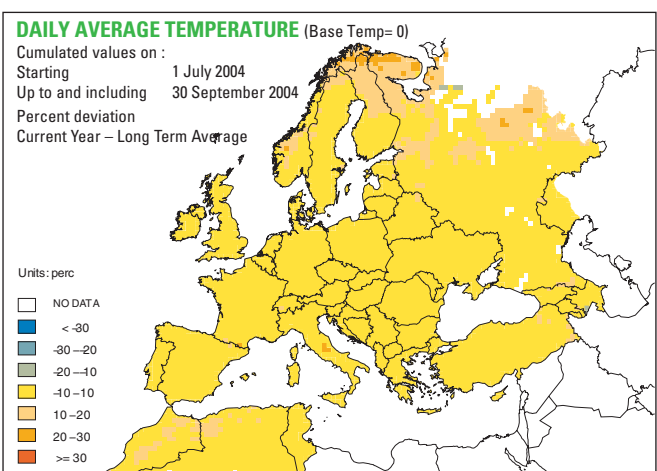 DAILY AVERAGE TEMPERATURE (Base Temp= 0)
Cumulated values on :
Starting 1 July 2004
Up to and including 30 September 2004
Percent deviation
Current Year – Long Term Average
Units: perc
NO DATA
< -30
-30 –-20
-20 –-10
-10 –10
10 –20
20 –30
>= 30